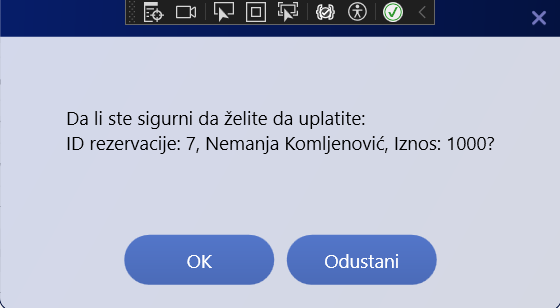 Da li ste sigurni da želite da uplatite:
ID rezervacije: 7, Nemanja Komljenović, Iznos: 1000?
OK
Odustani